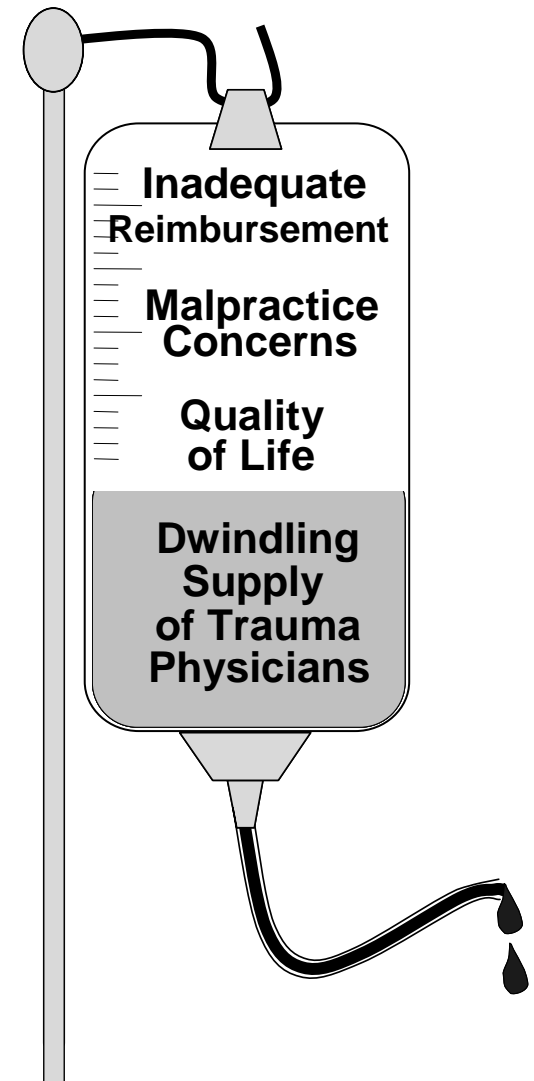 Inadequate
Reimbursement
Malpractice
Concerns
Quality
of Life
Dwindling
Supply
of Trauma
Physicians